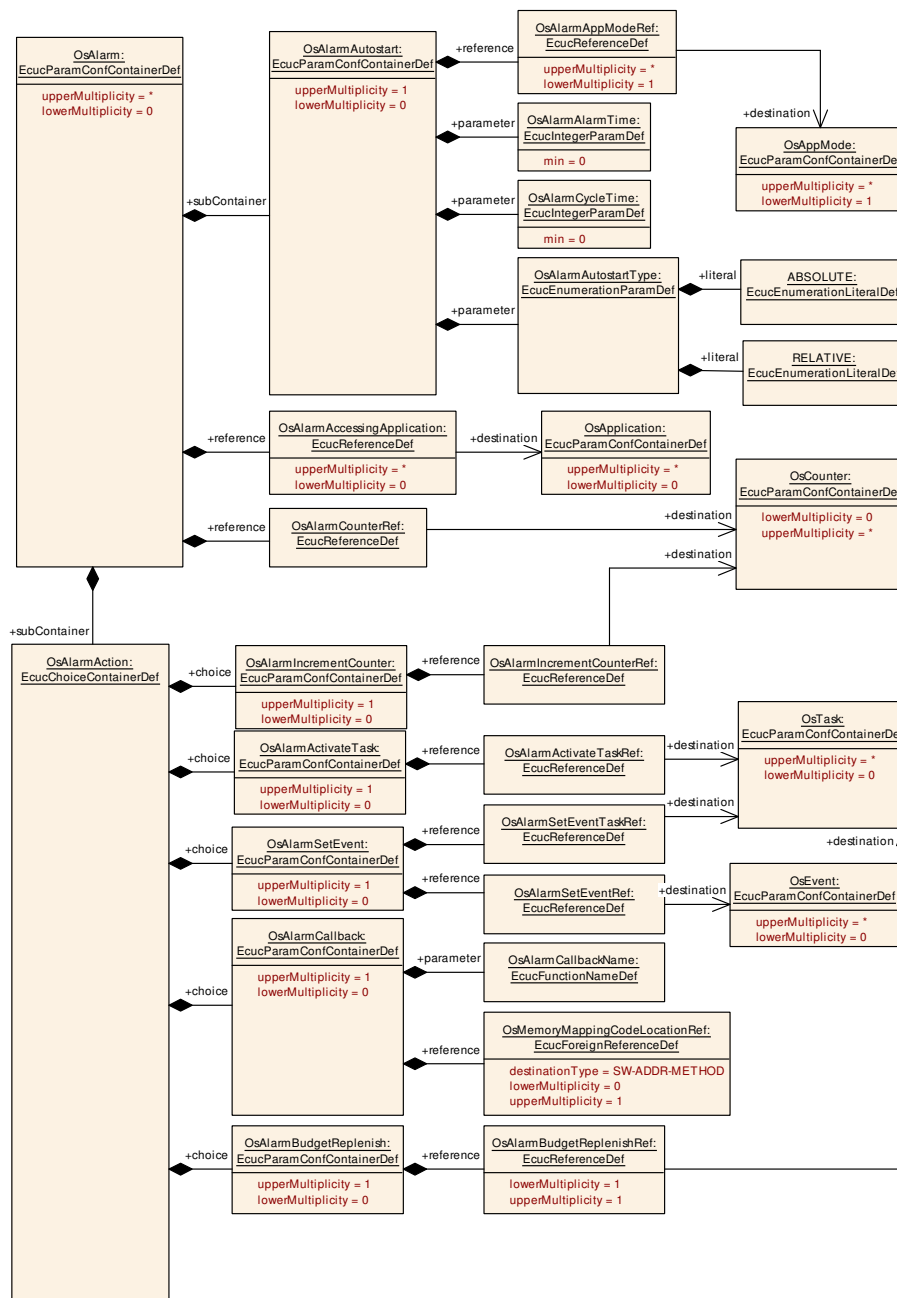 OsAlarm:
EcucParamConfContainerDef
upperMultiplicity = *
lowerMultiplicity = 0
+subContainer
OsAlarmAutostart:
EcucParamConfContainerDef
upperMultiplicity = 1
lowerMultiplicity = 0
+reference
OsAlarmAppModeRef:
EcucReferenceDef
upperMultiplicity = *
lowerMultiplicity = 1
+destination
OsAppMode:
EcucParamConfContainerDef
upperMultiplicity = *
lowerMultiplicity = 1
+parameter
OsAlarmAlarmTime:
EcucIntegerParamDef
min = 0
+parameter
OsAlarmCycleTime:
EcucIntegerParamDef
min = 0
+parameter
OsAlarmAutostartType:
EcucEnumerationParamDef
+literal
ABSOLUTE:
EcucEnumerationLiteralDef
+literal
RELATIVE:
EcucEnumerationLiteralDef
+reference
OsAlarmAccessingApplication:
EcucReferenceDef
upperMultiplicity = *
lowerMultiplicity = 0
+destination
OsApplication:
EcucParamConfContainerDef
upperMultiplicity = *
lowerMultiplicity = 0
+reference
OsAlarmCounterRef:
EcucReferenceDef
+destination
OsCounter:
EcucParamConfContainerDef
lowerMultiplicity = 0
upperMultiplicity = *
+destination
+subContainer
OsAlarmAction:
EcucChoiceContainerDef
+choice
OsAlarmIncrementCounter:
EcucParamConfContainerDef
upperMultiplicity = 1
lowerMultiplicity = 0
+reference
OsAlarmIncrementCounterRef:
EcucReferenceDef
+choice
OsAlarmActivateTask:
EcucParamConfContainerDef
upperMultiplicity = 1
lowerMultiplicity = 0
+reference
OsAlarmActivateTaskRef:
EcucReferenceDef
+destination
OsTask:
EcucParamConfContainerDef
upperMultiplicity = *
lowerMultiplicity = 0
+choice
OsAlarmSetEvent:
EcucParamConfContainerDef
upperMultiplicity = 1
lowerMultiplicity = 0
+reference
OsAlarmSetEventTaskRef:
EcucReferenceDef
+destination
+destination
+reference
OsAlarmSetEventRef:
EcucReferenceDef
+destination
OsEvent:
EcucParamConfContainerDef
upperMultiplicity = *
lowerMultiplicity = 0
+choice
OsAlarmCallback:
EcucParamConfContainerDef
upperMultiplicity = 1
lowerMultiplicity = 0
+parameter
OsAlarmCallbackName:
EcucFunctionNameDef
+reference
OsMemoryMappingCodeLocationRef:
EcucForeignReferenceDef
destinationType = SW-ADDR-METHOD
lowerMultiplicity = 0
upperMultiplicity = 1
+choice
OsAlarmBudgetReplenish:
EcucParamConfContainerDef
upperMultiplicity = 1
lowerMultiplicity = 0
+reference
OsAlarmBudgetReplenishRef:
EcucReferenceDef
lowerMultiplicity = 1
upperMultiplicity = 1